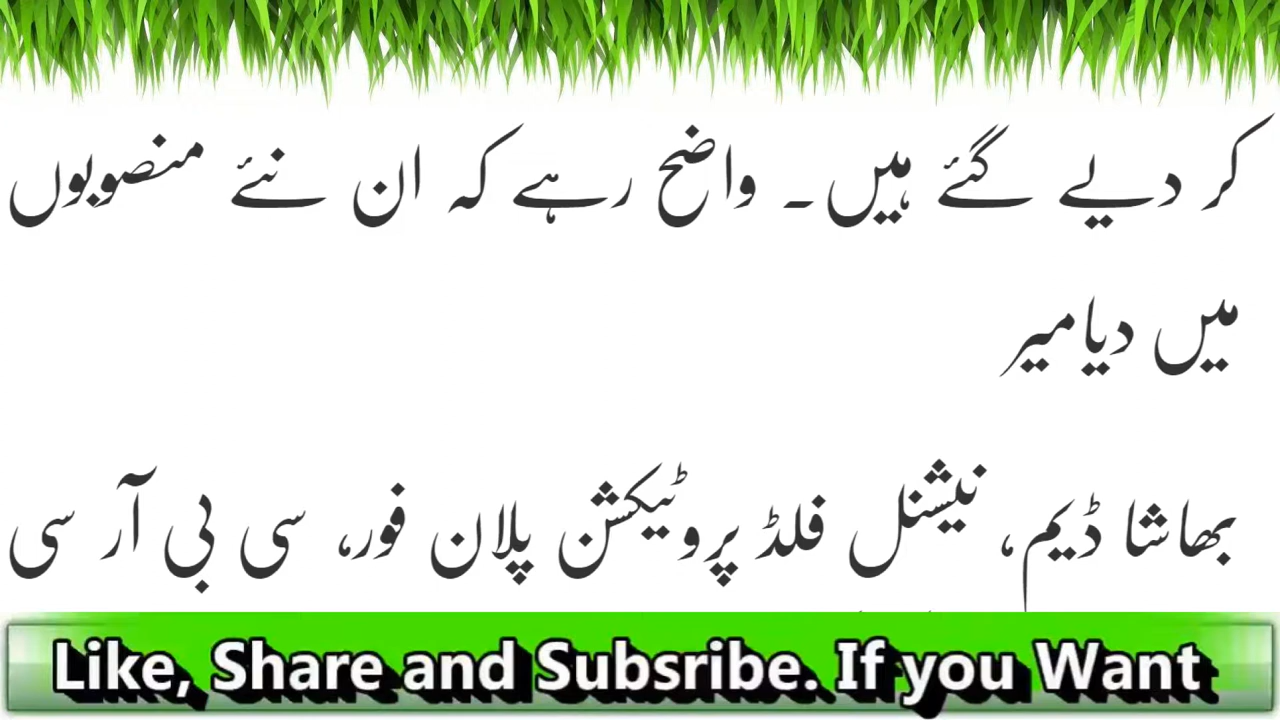 کر دیے گئے ہیں۔ واضح رہے کہ ان نئے منصوبوں
میں دیامیر
بھاشا ڈیم، نیشنل فلڈ پروٹیکشن پلان فور، سی بی آر سی
Like, Share and Subsribe. If you Want